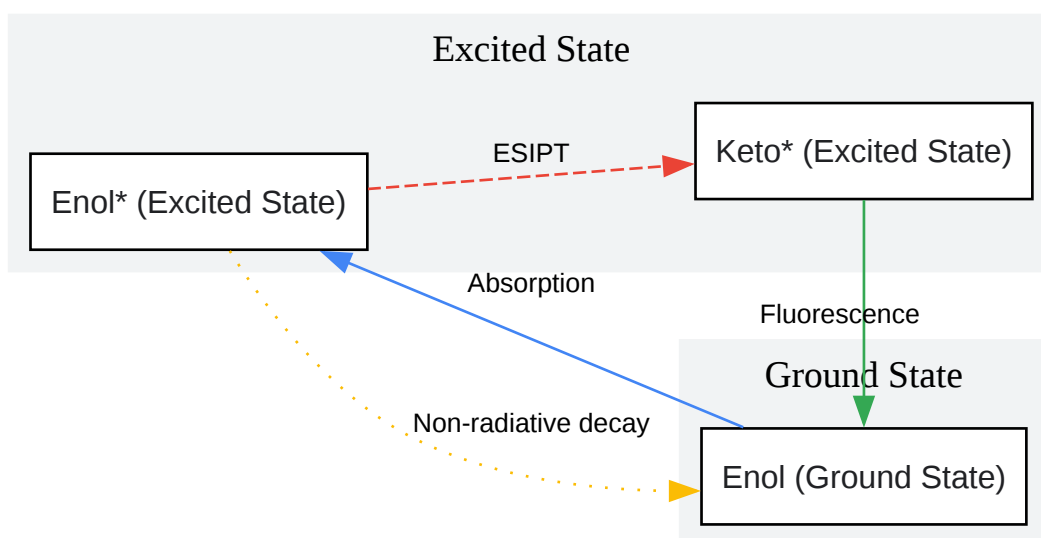 Excited State
Keto* (Excited State)
ESIPT
Enol* (Excited State)
Absorption
Fluorescence
Ground State
Non-radiative decay
Enol (Ground State)